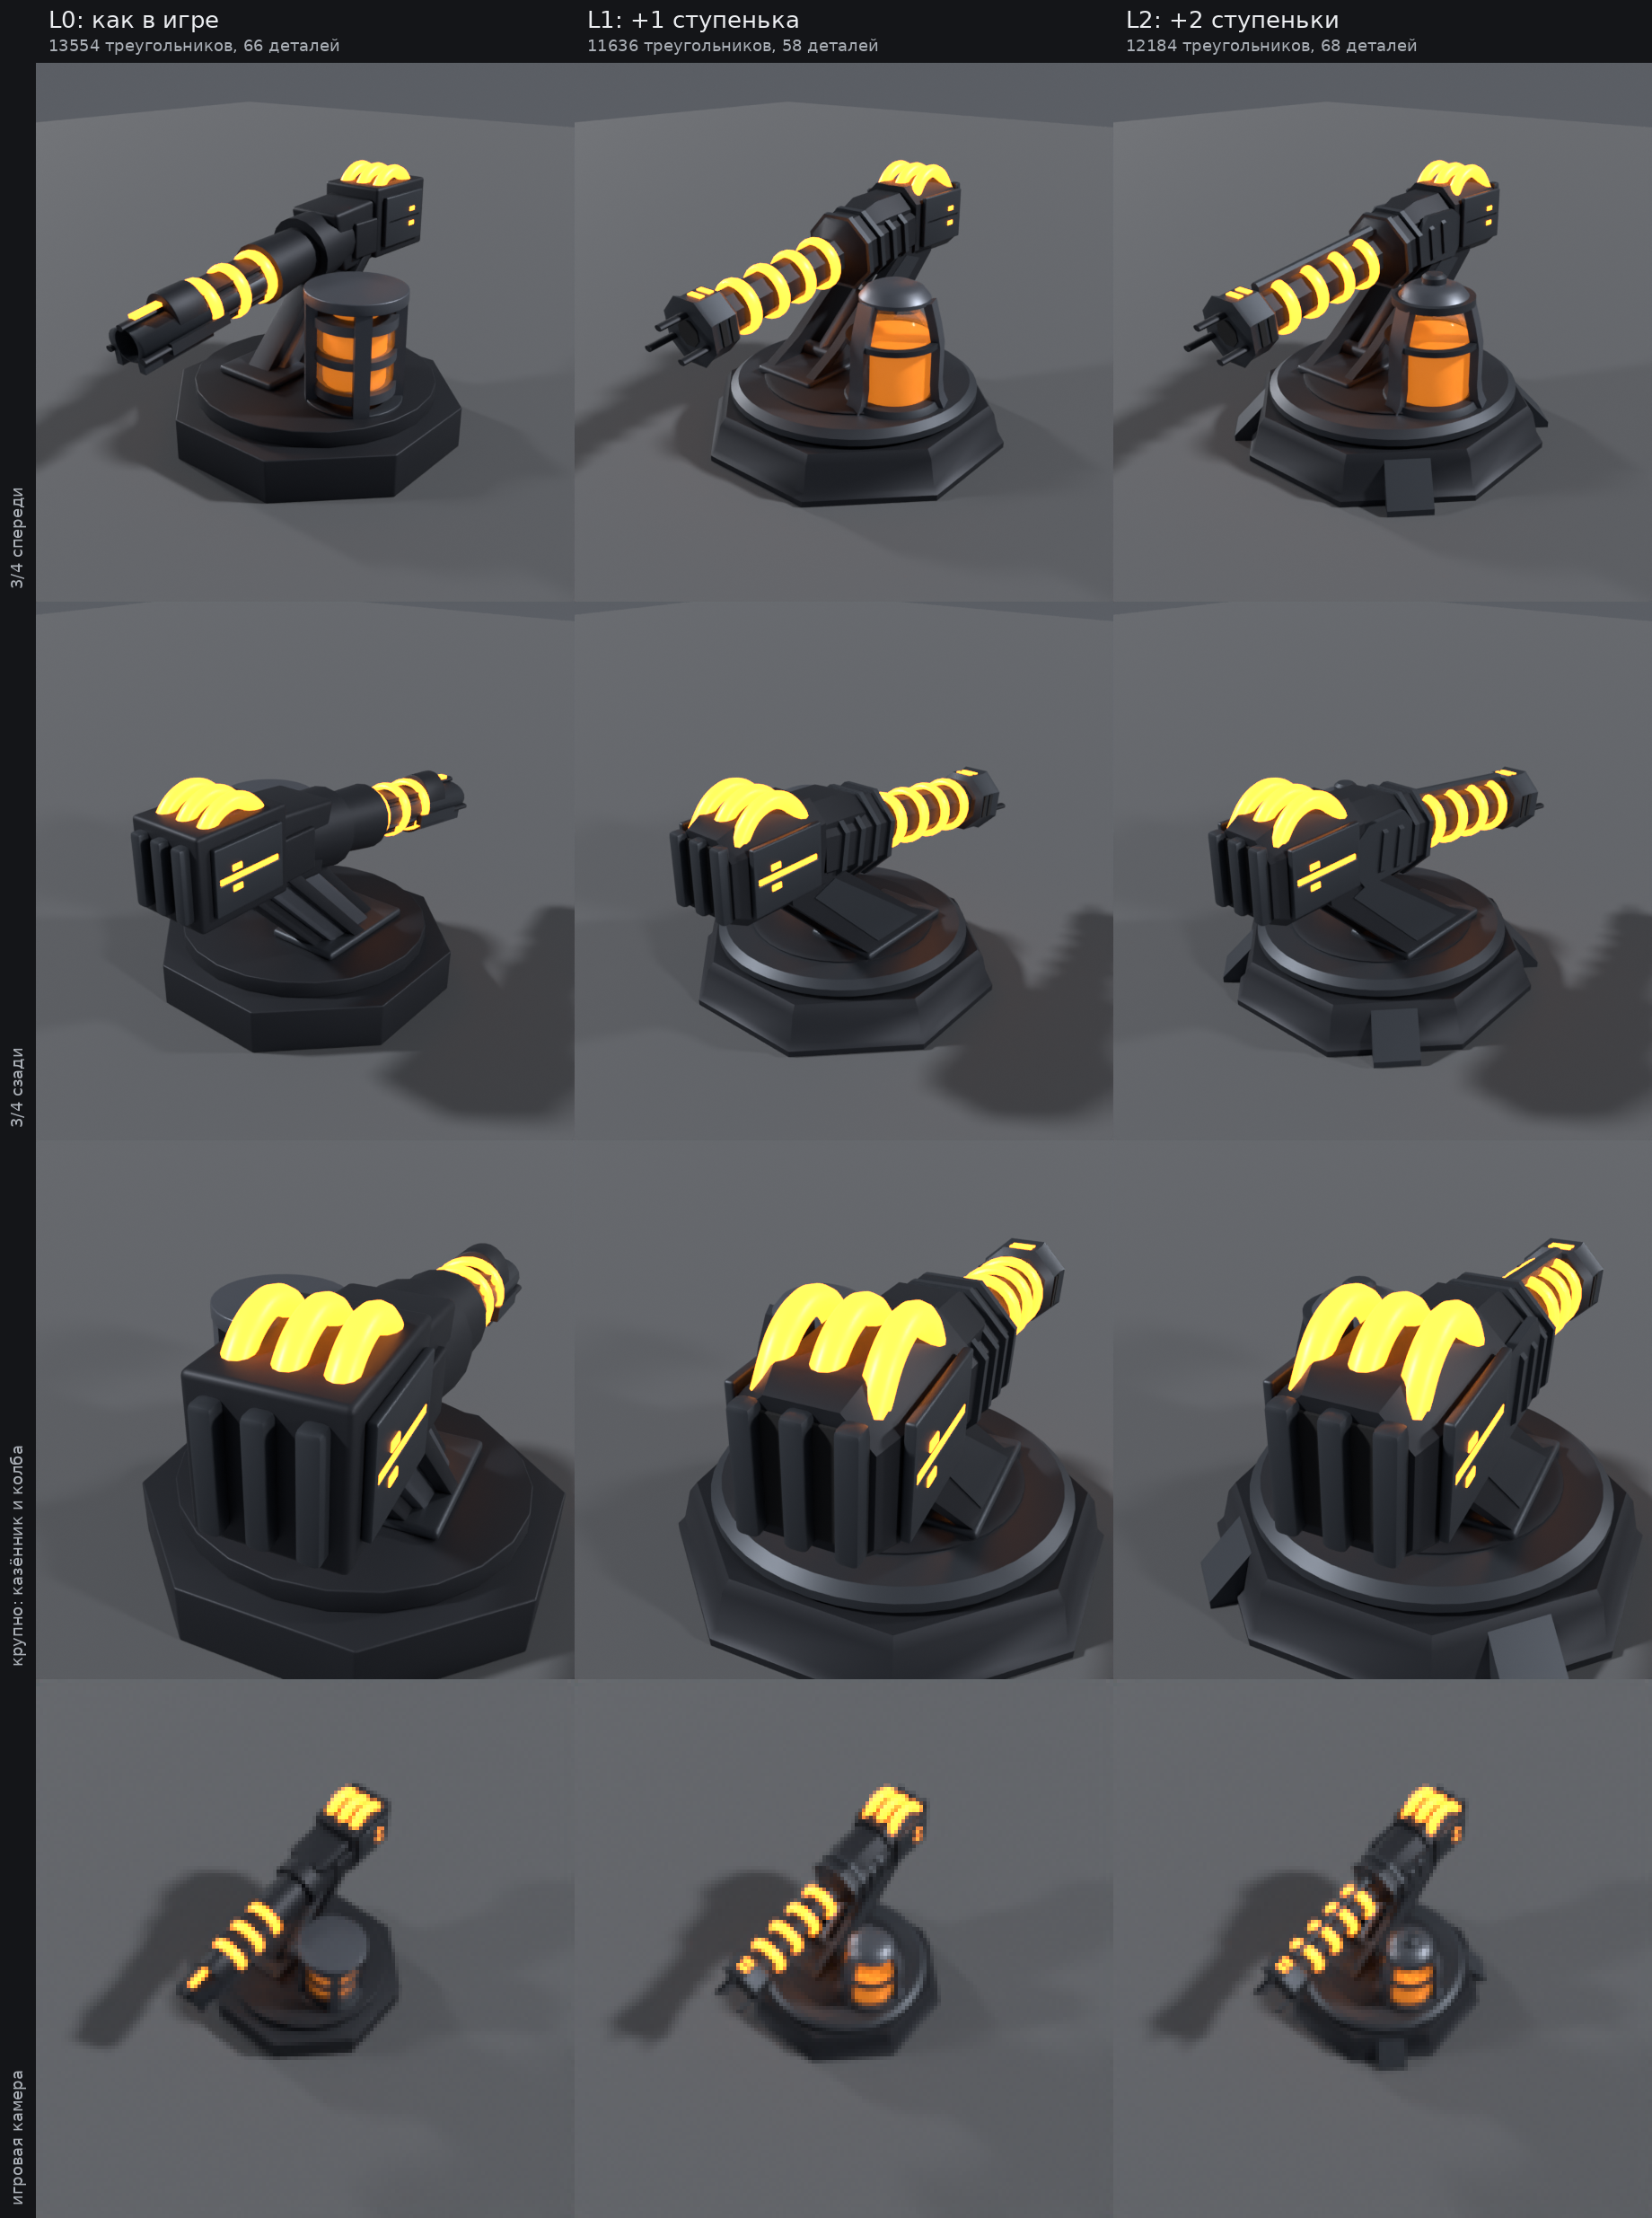 L0: как в игре
13554 треугольников, 66 деталей
L1: +1 ступенька
11636 треугольников, 58 деталей
L2: +2 ступеньки
12184 треугольников, 68 деталей
3/4 спереди
3/4 сзади
крупно: казённик и колба
игровая камера